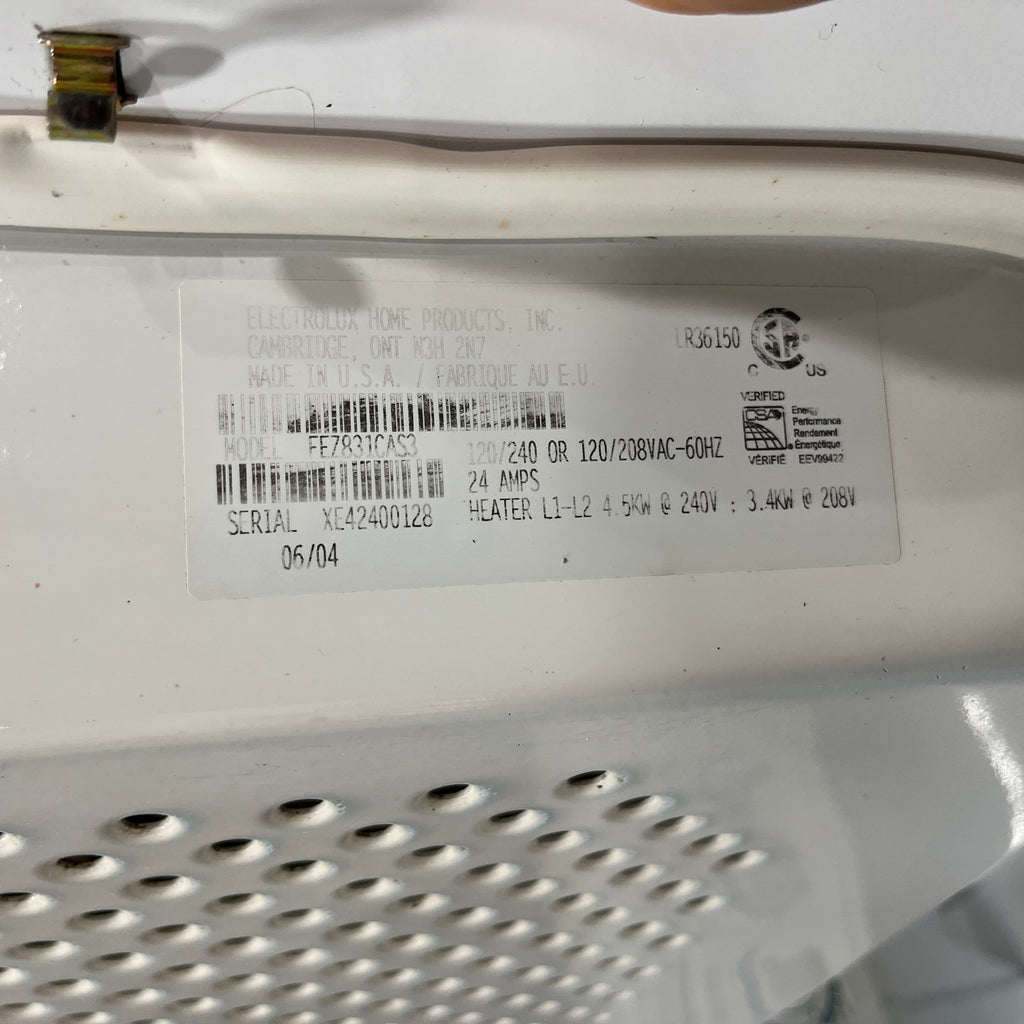 ELECTROLUX HOME PRODUCTS, INC.
CAMBRIDGE, ONT N3H 2N7
MADE IN U.S.A. / FABRIQUE AU E.U.
LR36150
C US
VERIFIED
CSA
Energy
Performance
Rendement
Énergétique
VÉRIFIÉ EEV99422
MODEL FEZ831CAS3
120/240 OR 120/208VAC-60HZ
24 AMPS
SERIAL XE42400128
HEATER L1-L2 4.5KW @ 240V ; 3.4KW @ 208V
06/04